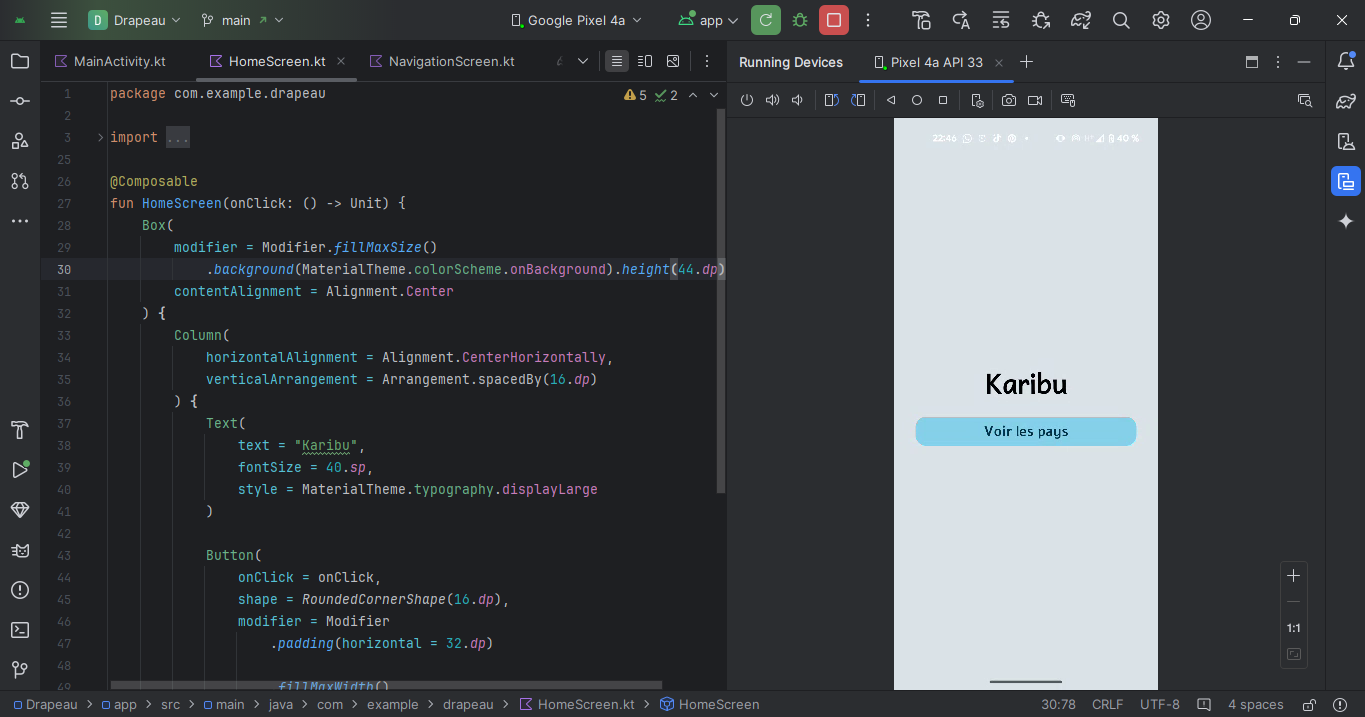 D Drapeau main Google Pixel 4a app
MainActivity.kt HomeScreen.kt NavigationScreen.kt Running Devices Pixel 4a API 33
1 package com.example.drapeau 5 2
2
3 import ...
25
26 @Composable
27 fun HomeScreen(onClick: () -> Unit) {
28 Box(
29 modifier = Modifier.fillMaxSize()
30 .background(MaterialTheme.colorScheme.onBackground).height(44.dp)
31 contentAlignment = Alignment.Center
32 ) {
33 Column(
34 horizontalAlignment = Alignment.CenterHorizontally,
35 verticalArrangement = Arrangement.spacedBy(16.dp)
36 ) {
37 Text(
38 text = "Karibu",
39 fontSize = 40.sp,
40 style = MaterialTheme.typography.displayLarge
41 )
42
43 Button(
44 onClick = onClick,
45 shape = RoundedCornerShape(16.dp),
46 modifier = Modifier
47 .padding(horizontal = 32.dp)
48
49 .fillMaxWidth()
22:46 40 %
Karibu
Voir les pays
1:1
Drapeau > app > src > main > java > com > example > drapeau > HomeScreen.kt > HomeScreen 30:78 CRLF UTF-8 4 spaces